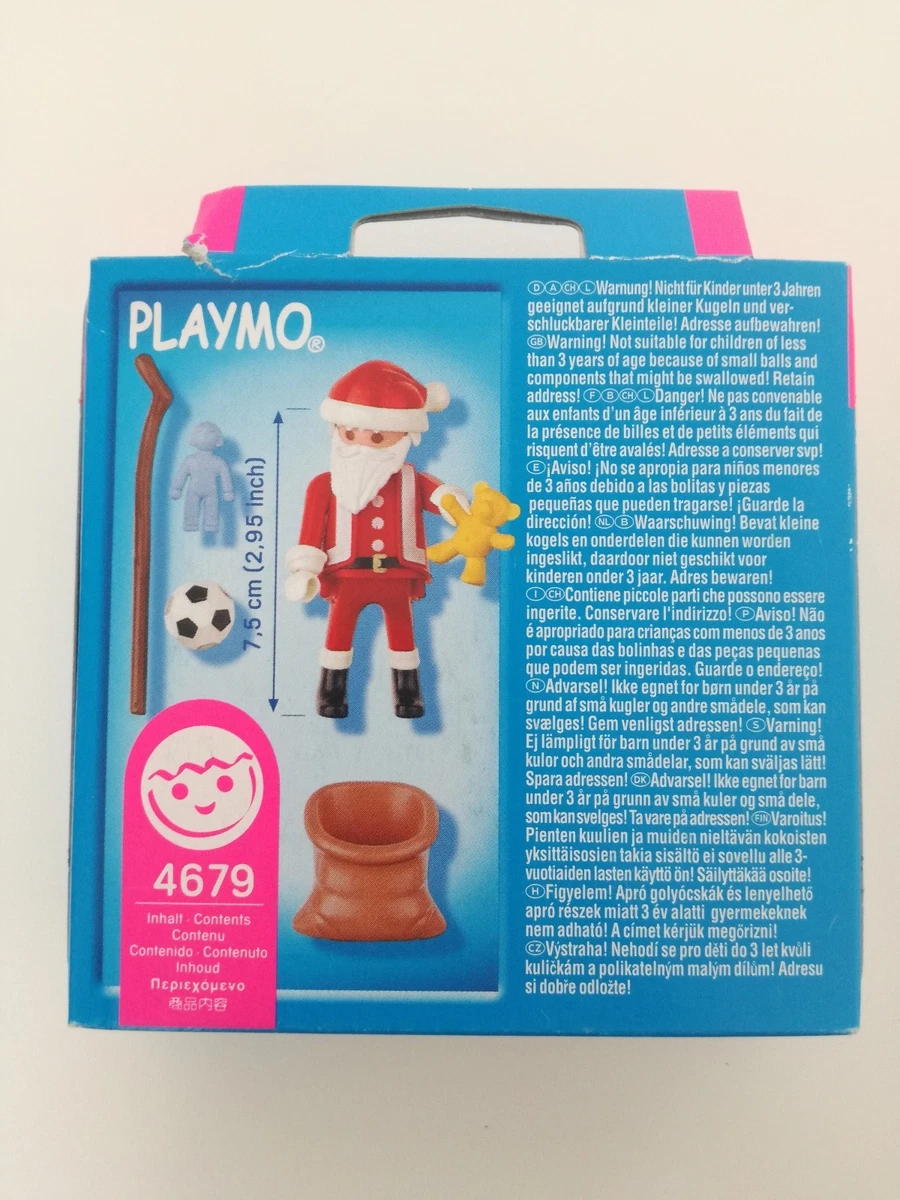 PLAYMO®
7,5 cm (2,95 inch)
4679
Inhalt · Contents
Contenu
Contenido · Contenuto
Inhoud
Περιεχόμενο
商品内容
D A CH L Warnung! Nicht für Kinder unter 3 Jahren
geeignet aufgrund kleiner Kugeln und ver-
schluckbarer Kleinteile! Adresse aufbewahren!
GB Warning! Not suitable for children of less
than 3 years of age because of small balls and
components that might be swallowed! Retain
address! F B CH L Danger! Ne pas convenable
aux enfants d'un âge inférieur à 3 ans du fait de
la présence de billes et de petits éléments qui
risquent d'être avalés! Adresse a conserver svp!
E ¡Aviso! ¡No se apropia para niños menores
de 3 años debido a las bolitas y piezas
pequeñas que pueden tragarse! ¡Guarde la
dirección! NL B Waarschuwing! Bevat kleine
kogels en onderdelen die kunnen worden
ingeslikt, daardoor niet geschikt voor
kinderen onder 3 jaar. Adres bewaren!
I CH Contiene piccole parti che possono essere
ingerite. Conservare l'indirizzo! P Aviso! Não
é apropriado para crianças com menos de 3 anos
por causa das bolinhas e das peças pequenas
que podem ser ingeridas. Guarde o endereço!
N Advarsel! Ikke egnet for børn under 3 år på
grund af små kugler og andre smådele, som kan
svælges! Gem venligst adressen! S Varning!
Ej lämpligt för barn under 3 år på grund av små
kulor och andra smådelar, som kan sväljas lätt!
Spara adressen! DK Advarsel! Ikke egnet for barn
under 3 år på grunn av små kuler og små dele,
som kan svelges! Ta vare på adressen! FIN Varoitus!
Pienten kuulien ja muiden nieltävän kokoisten
yksittäisosien takia sisältö ei sovellu alle 3-
vuotiaiden lasten käyttö ön! Säilyttäkää osoite!
H Figyelem! Apró golyócskák és lenyelhető
apró részek miatt 3 év alatti gyermekeknek
nem adható! A címet kérjük megőrizni!
CZ Výstraha! Nehodí se pro děti do 3 let kvůli
kuličkám a polikatelným malým dílům! Adresu
si dobře odložte!